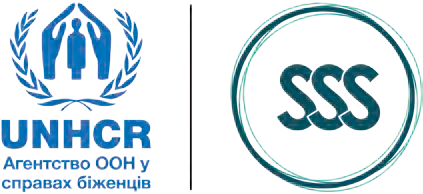 UNHCR
Агентство ООН у
справах біженців
SSS